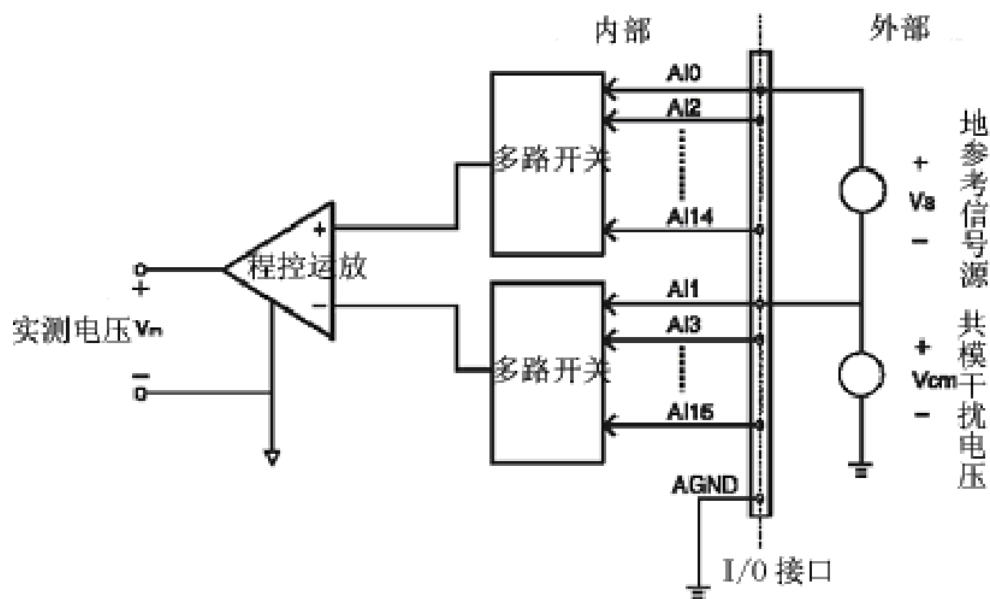 内部
外部
AI0
AI2
多路开关
AI14
+
Vs
−
地参考信号源
+
程控运放
−
+
实测电压 Vm
−
AI1
AI3
多路开关
AI15
+
Vcm
−
共模干扰电压
AGND
I/O 接口